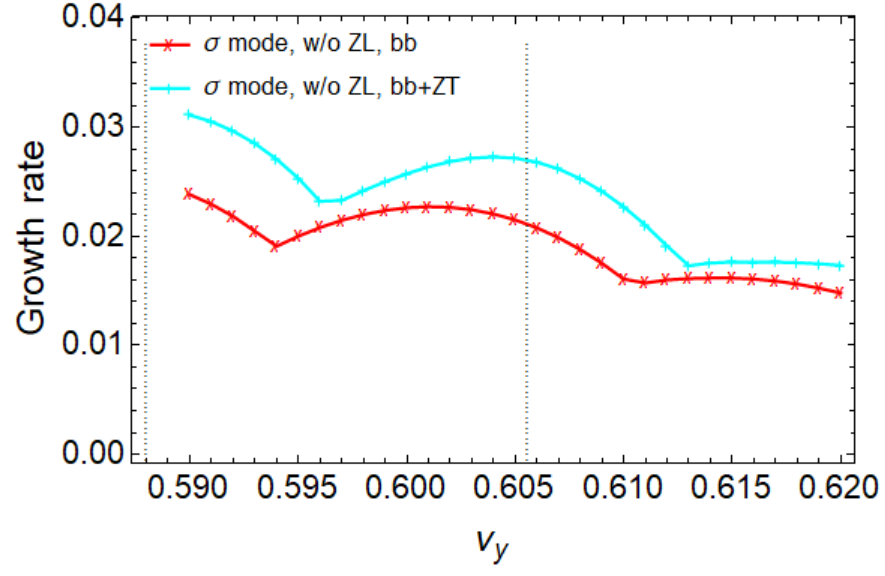 0.04
σ mode, w/o ZL, bb
σ mode, w/o ZL, bb+ZT
0.03
0.02
0.01
0.00
Growth rate
0.590 0.595 0.600 0.605 0.610 0.615 0.620
v_y